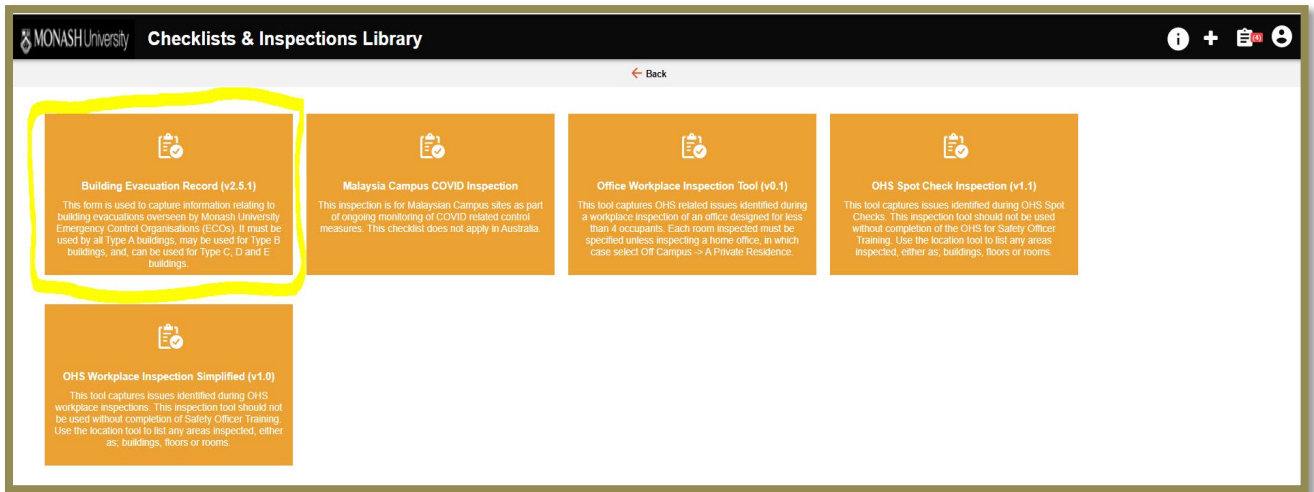 MONASH University Checklists & Inspections Library
(4)
Back
Building Evacuation Record (v2.5.1)
This form is used to capture information relating to
building evacuations overseen by Monash University
Emergency Control Organisations (ECOs). It must be
used by all Type A buildings, may be used for Type B
buildings, and, can be used for Type C, D and E
buildings.
Malaysia Campus COVID Inspection
This inspection is for Malaysian Campus sites as part
of ongoing monitoring of COVID related control
measures. This checklist does not apply in Australia.
Office Workplace Inspection Tool (v0.1)
This tool captures OHS related issues identified during
a workplace inspection of an office designed for less
than 4 occupants. Each room inspected must be
specified unless inspecting a home office, in which
case select Off Campus -> A Private Residence.
OHS Spot Check Inspection (v1.1)
This tool captures issues identified during OHS Spot
Checks. This inspection tool should not be used
without completion of the OHS for Safety Officer
Training. Use the location tool to list any areas
inspected, either as; buildings, floors or rooms.
OHS Workplace Inspection Simplified (v1.0)
This tool captures issues identified during OHS
workplace inspections. This inspection tool should not
be used without completion of Safety Officer Training.
Use the location tool to list any areas inspected, either
as; buildings, floors or rooms.